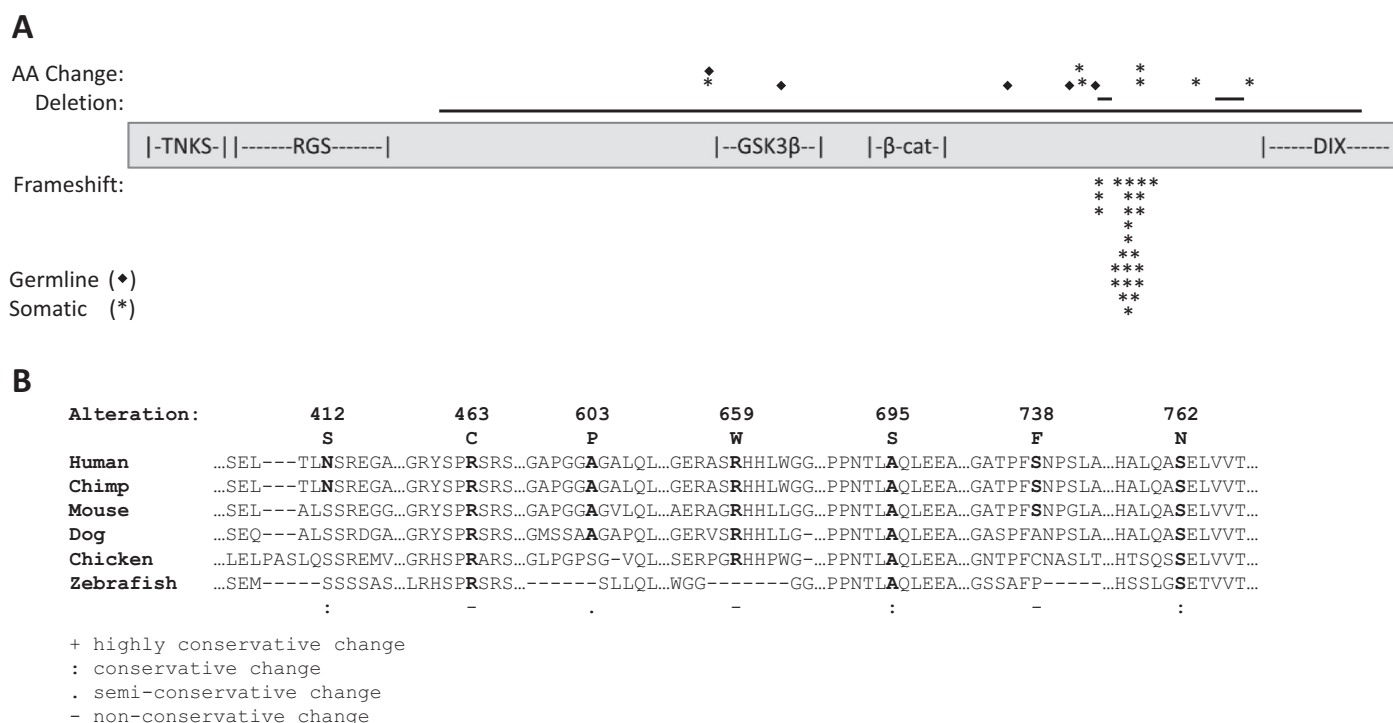 A
AA Change:
Deletion:
|-TNKS-||-------RGS-------| |--GSK3β--| |-β-cat-| |------DIX------
Frameshift: * ****
* **
* **
*
*
**
Germline (◆) ***
***
Somatic (*) **
*
B
Alteration: 412 463 603 659 695 738 762
S C P W S F N
Human …SEL---TLNSREGA…GRYSPRSRS…GAPGGAGALQL…GERASRHHLWGG…PPNTLAQLEEA…GATPFSNPSLA…HALQASELVVT…
Chimp …SEL---TLNSREGA…GRYSPRSRS…GAPGGAGVLQL…GERASRHHLWGG…PPNTLAQLEEA…GATPFSNPSLA…HALQASELVVT…
Mouse …SEL---ALSSREGG…GRYSPRSRS…GAPGGAGVLQL…AERAGRHHLLGG…PPNTLAQLEEA…GATPFSNPGLA…HALQASELVVT…
Dog …SEQ---ALSSRDGA…GRYSPRSRS…GMSSAAGAPQL…GERVSRHHLLG-…PPNTLAQLEEA…GASPFANPSLA…HALQASELVVT…
Chicken …LELPASLQSSREMV…GRHSPRARS…GLPGPSG-VQL…SERPGRHHPWG-…PPNTLAQLEEA…GNTPFCNASLT…HTSQSSELVVT…
Zebrafish …SEM-----SSSSAS…LRHSPRSRS…------SLLQL…WGG-------GG…PPNTLAQLEEA…GSSAFP-----…HSSLGSETVVT…
: - . - : - :
+ highly conservative change
: conservative change
. semi-conservative change
- non-conservative change